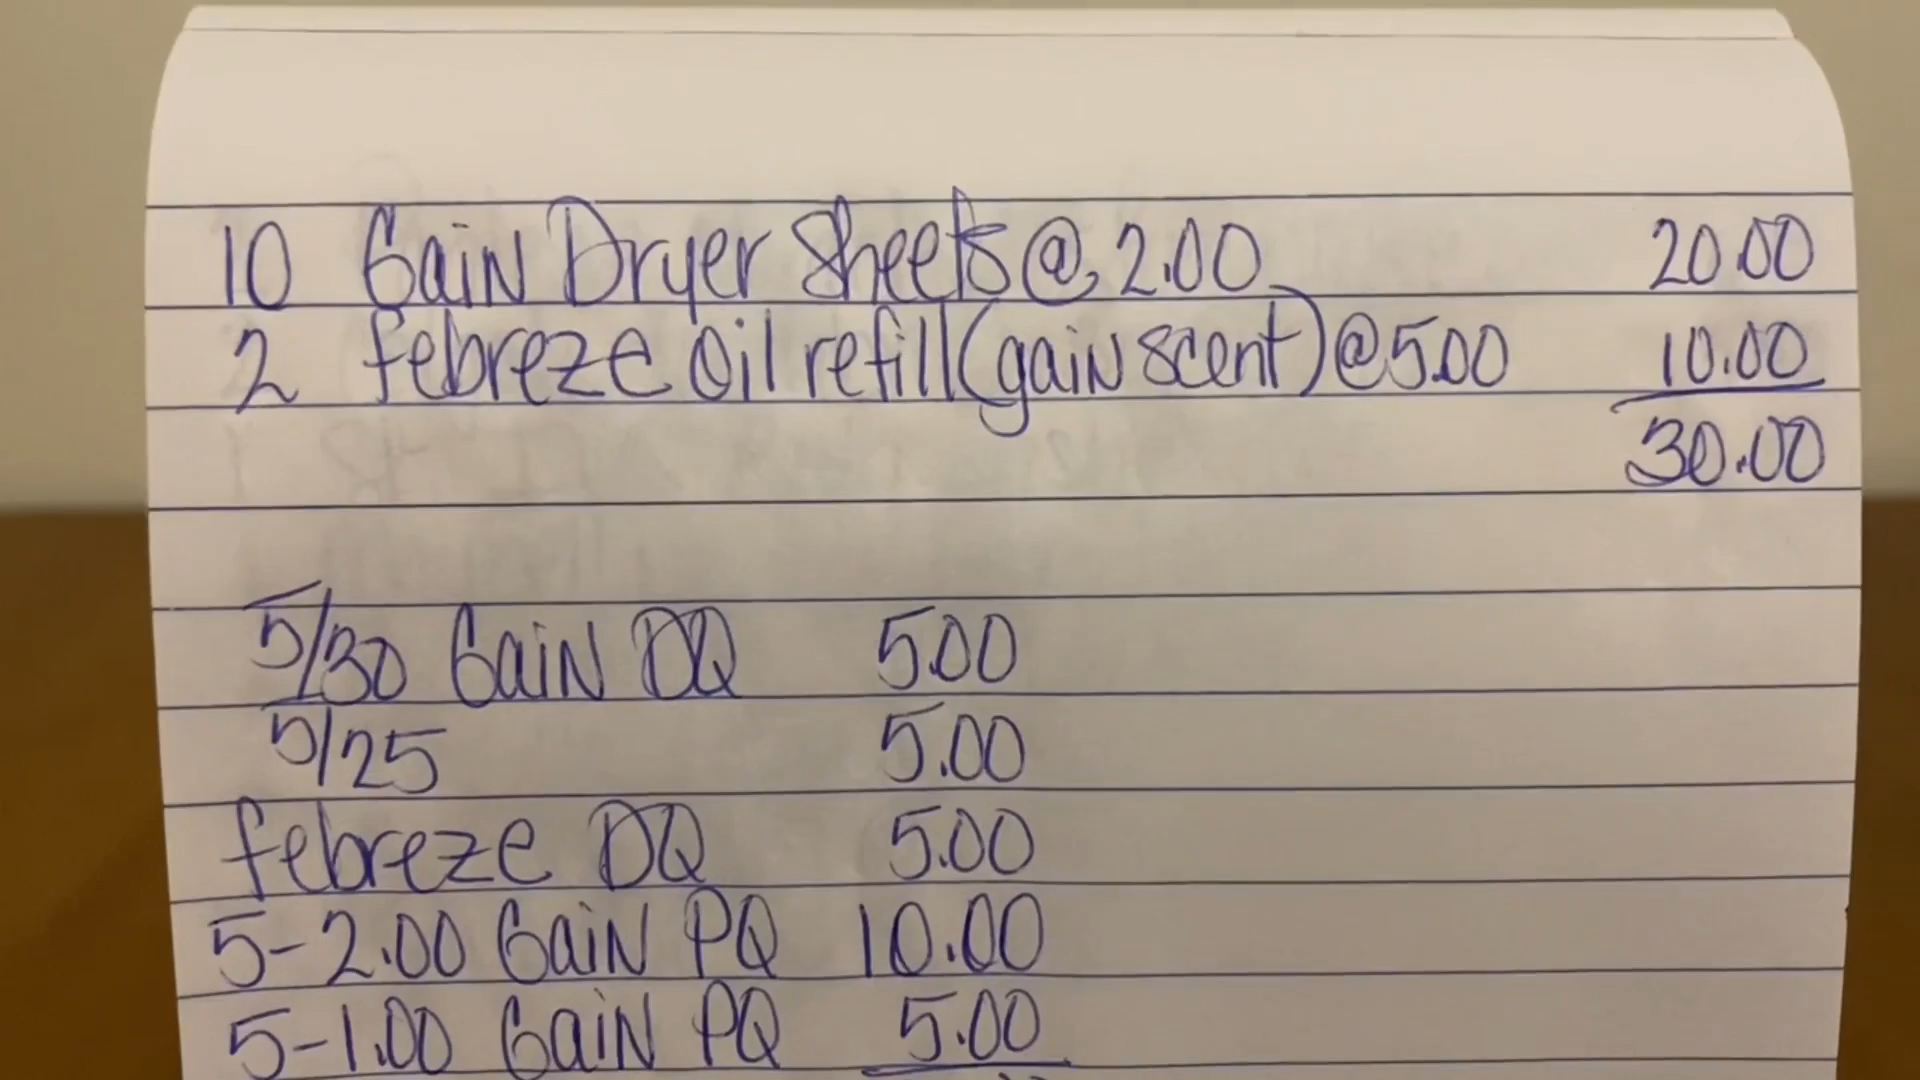 10 Gain Dryer Sheets @ 2.00 20.00
2 febreze oil refill (gain scent) @ 5.00 10.00
30.00
5/30 Gain DQ 5.00
5/25 5.00
febreze DQ 5.00
5-2.00 Gain PQ 10.00
5-1.00 Gain PQ 5.00